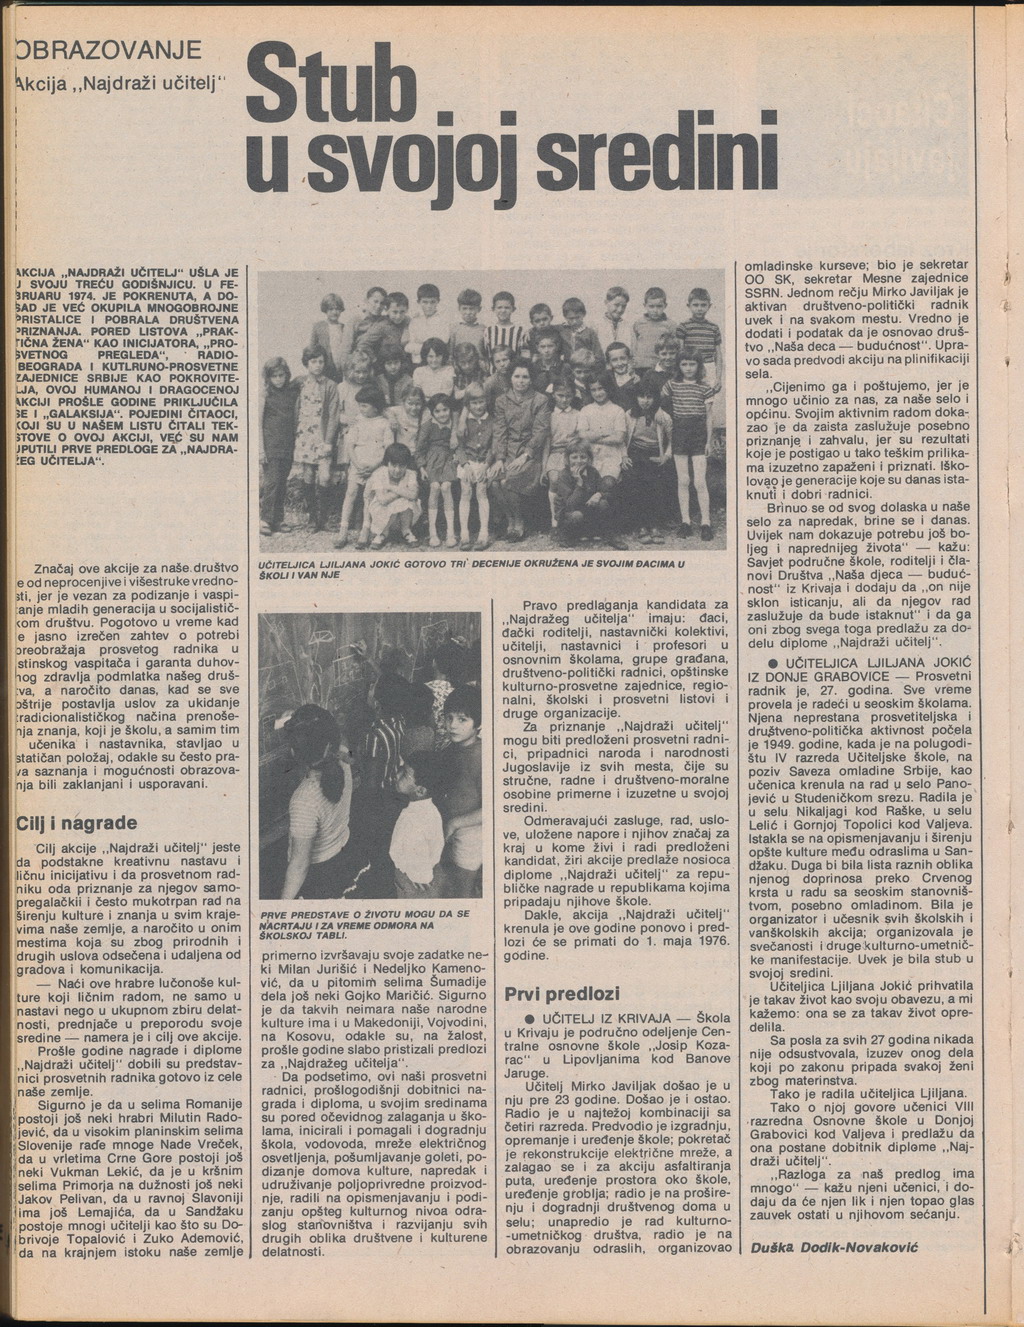 OBRAZOVANJE
Akcija ,,Najdraži učitelj"
Stub
u svojoj sredini
AKCIJA „NAJDRAŽI UČITELJ" UŠLA JE
U SVOJU TREĆU GODIŠNJICU. U FE-
BRUARU 1974. JE POKRENUTA, A DO-
SAD JE VEĆ OKUPILA MNOGOBROJNE
PRISTALICE I POBRALA DRUŠTVENA
PRIZNANJA. PORED LISTOVA „PRAK-
TIČNA ŽENA" KAO INICIJATORA, „PRO-
SVETNOG PREGLEDA", RADIO-
BEOGRADA I KUTLRUNO-PROSVETNE
ZAJEDNICE SRBIJE KAO POKROVITE-
LJA, OVOJ HUMANOJ I DRAGOCENOJ
AKCIJI PROŠLE GODINE PRIKLJUČILA
SE I „GALAKSIJA". POJEDINI ČITAOCI,
KOJI SU U NAŠEM LISTU ČITALI TEK-
STOVE O OVOJ AKCIJI, VEĆ SU NAM
UPUTILI PRVE PREDLOGE ZA „NAJDRA-
ŽEG UČITELJA".
Značaj ove akcije za naše društvo
je od neprocenjive i višestruke vredno-
sti, jer je vezan za podizanje i vaspi-
tanje mladih generacija u socijalistič-
kom društvu. Pogotovo u vreme kad
je jasno izrečen zahtev o potrebi
preobražaja prosvetog radnika u
istinskog vaspitača i garanta duhov-
nog zdravlja podmlatka našeg druš-
tva, a naročito danas, kad se sve
oštrije postavlja uslov za ukidanje
tradicionalističkog načina prenoše-
nja znanja, koji je školu, a samim tim
i učenika i nastavnika, stavljao u
statičan položaj, odakle su često pra-
va saznanja i mogućnosti obrazova-
nja bili zaklanjani i usporavani.
Cilj i nagrade
Cilj akcije ,,Najdraži učitelj" jeste
da podstakne kreativnu nastavu i
ličnu inicijativu i da prosvetnom rad-
niku oda priznanje za njegov samo-
pregalačkii i često mukotrpan rad na
širenju kulture i znanja u svim kraje-
vima naše zemlje, a naročito u onim
mestima koja su zbog prirodnih i
drugih uslova odsečena i udaljena od
gradova i komunikacija.
— Naći ove hrabre lučonoše kul-
ture koji ličnim radom, ne samo u
nastavi nego u ukupnom zbiru delat-
nosti, prednjače u preporodu svoje
sredine — namera je i cilj ove akcije.
Prošle godine nagrade i diplome
,,Najdraži učitelj" dobili su predstav-
nici prosvetnih radnika gotovo iz cele
naše zemlje.
Sigurno je da u selima Romanije
postoji još neki hrabri Milutin Rado-
jević, da u visokim planinskim selima
Slovenije rade mnoge Nade Vreček,
da u vrletima Crne Gore postoji još
neki Vukman Lekić, da je u kršnim
selima Primorja na dužnosti još neki
Jakov Pelivan, da u ravnoj Slavoniji
ima još Lemajića, da u Sandžaku
postoje mnogi učitelji kao što su Do-
brivoje Topalović i Zuko Ademović,
da na krajnjem istoku naše zemlje
UČITELJICA LJILJANA JOKIĆ GOTOVO TRI DECENIJE OKRUŽENA JE SVOJIM ĐACIMA U
ŠKOLI I VAN NJE
PRVE PREDSTAVE O ŽIVOTU MOGU DA SE
NACRTAJU I ZA VREME ODMORA NA
ŠKOLSKOJ TABLI.
primerno izvršavaju svoje zadatke ne-
ki Milan Jurišić i Nedeljko Kameno-
vić, da u pitomim selima Šumadije
dela još neki Gojko Maričić. Sigurno
je da takvih neimara naše narodne
kulture ima i u Makedoniji, Vojvodini,
na Kosovu, odakle su, na žalost,
prošle godine slabo pristizali predlozi
za „Najdražeg učitelja".
Da podsetimo, ovi naši prosvetni
radnici, prošlogodišnji dobitnici na-
grada i diploma, u svojim sredinama
su pored očevidnog zalaganja u ško-
lama, inicirali i pomagali i dogradnju
škola, vodovoda, mreže električnog
osvetljenja, pošumljavanje goleti, po-
dizanje domova kulture, napredak i
udruživanje poljoprivredne proizvod-
nje, radili na opismenjavanju i podi-
zanju opšteg kulturnog nivoa odra-
slog stanovništva i razvijanju svih
drugih oblika društvene i kulturene
delatnosti.
Pravo predlaganja kandidata za
,,Najdražeg učitelja" imaju: đaci,
đački roditelji, nastavnički kolektivi,
učitelji, nastavnici i profesori u
osnovnim školama, grupe građana,
društveno-politički radnici, opštinske
kulturno-prosvetne zajednice, regio-
nalni, školski i prosvetni listovi i
druge organizacije.
Za priznanje ,,Najdraži učitelj"
mogu biti predloženi prosvetni radni-
ci, pripadnici naroda i narodnosti
Jugoslavije iz svih mesta, čije su
stručne, radne i društveno-moralne
osobine primerne i izuzetne u svojoj
sredini.
Odmeravajući zasluge, rad, uslo-
ve, uložene napore i njihov značaj za
kraj u kome živi i radi predloženi
kandidat, žiri akcije predlaže nosioca
diplome ,,Najdraži učitelj" za repu-
bličke nagrade u republikama kojima
pripadaju njihove škole.
Dakle, akcija ,,Najdraži učitelj"
krenula je ove godine ponovo i pred-
lozi će se primati do 1. maja 1976.
godine.
Prvi predlozi
● UČITELJ IZ KRIVAJA — Škola
u Krivaju je područno odeljenje Cen-
tralne osnovne škole „Josip Koza-
rac" u Lipovljanima kod Banove
Jaruge.
Učitelj Mirko Javiljak došao je u
nju pre 23 godine. Došao je i ostao.
Radio je u najtežoj kombinaciji sa
četiri razreda. Predvodio je izgradnju,
opremanje i uređenje škole; pokretač
je rekonstrukcije električne mreže, a
zalagao se i za akciju asfaltiranja
puta, uređenje prostora oko škole,
uređenje groblja; radio je na prošire-
nju i dogradnji društvenog doma u
selu; unapredio je rad kulturno-
-umetničkog društva, radio je na
obrazovanju odraslih, organizovao
omladinske kurseve; bio je sekretar
OO SK, sekretar Mesne zajednice
SSRN. Jednom rečju Mirko Javiljak je
aktivan društveno-politički radnik
uvek i na svakom mestu. Vredno je
dodati i podatak da je osnovao druš-
tvo „Naša deca — budućnost". Upra-
vo sada predvodi akciju na plinifikaciji
sela.
,,Cijenimo ga i poštujemo, jer je
mnogo učinio za nas, za naše selo i
općinu. Svojim aktivnim radom doka-
zao je da zaista zaslužuje posebno
priznanje i zahvalu, jer su rezultati
koje je postigao u tako teškim prilika-
ma izuzetno zapaženi i priznati. Iško-
lovao je generacije koje su danas ista-
knuti i dobri radnici.
Brinuo se od svog dolaska u naše
selo za napredak, brine se i danas.
Uvijek nam dokazuje potrebu još bo-
ljeg i naprednijeg života" — kažu:
Savjet područne škole, roditelji i čla-
novi Društva „Naša djeca — buduć-
nost" iz Krivaja i dodaju da „on nije
sklon isticanju, ali da njegov rad
zaslužuje da bude istaknut" i da ga
oni zbog svega toga predlažu za do-
delu diplome ,,Najdraži učitelj".
● UČITELJICA LJILJANA JOKIĆ
IZ DONJE GRABOVICE — Prosvetni
radnik je, 27. godina. Sve vreme
provela je radeći u seoskim školama.
Njena neprestana prosvetiteljska i
društveno-politička aktivnost počela
je 1949. godine, kada je na polugodi-
štu IV razreda Učiteljske škole, na
poziv Saveza omladine Srbije, kao
učenica krenula na rad u selo Pano-
jević u Studeničkom srezu. Radila je
u selu Nikaljagi kod Raške, u selu
Lelić i Gornjoj Topolici kod Valjeva.
Istakla se na opismenjavanju i širenju
opšte kulture među odraslima u San-
džaku. Duga bi bila lista raznih oblika
njenog doprinosa preko Crvenog
krsta u radu sa seoskim stanovniš-
tvom, posebno omladinom. Bila je
organizator i učesnik svih školskih i
vanškolskih akcija; organizovala je
svečanosti i druge kulturno-umetnič-
ke manifestacije. Uvek je bila stub u
svojoj sredini.
Učiteljica Ljiljana Jokić prihvatila
je takav život kao svoju obavezu, a mi
kažemo: ona se za takav život opre-
delila.
Sa posla za svih 27 godina nikada
nije odsustvovala, izuzev onog dela
koji po zakonu pripada svakoj ženi
zbog materinstva.
Tako je radila učiteljica Ljiljana.
Tako o njoj govore učenici VIII
razredna Osnovne škole u Donjoj
Grabovici kod Valjeva i predlažu da
ona postane dobitnik diplome ,,Naj-
draži učitelj".
,,Razloga za naš predlog ima
mnogo" — kažu njeni učenici, i do-
daju da će njen lik i njen topao glas
zauvek ostati u njihovom sećanju.
Duška Dodik-Novaković